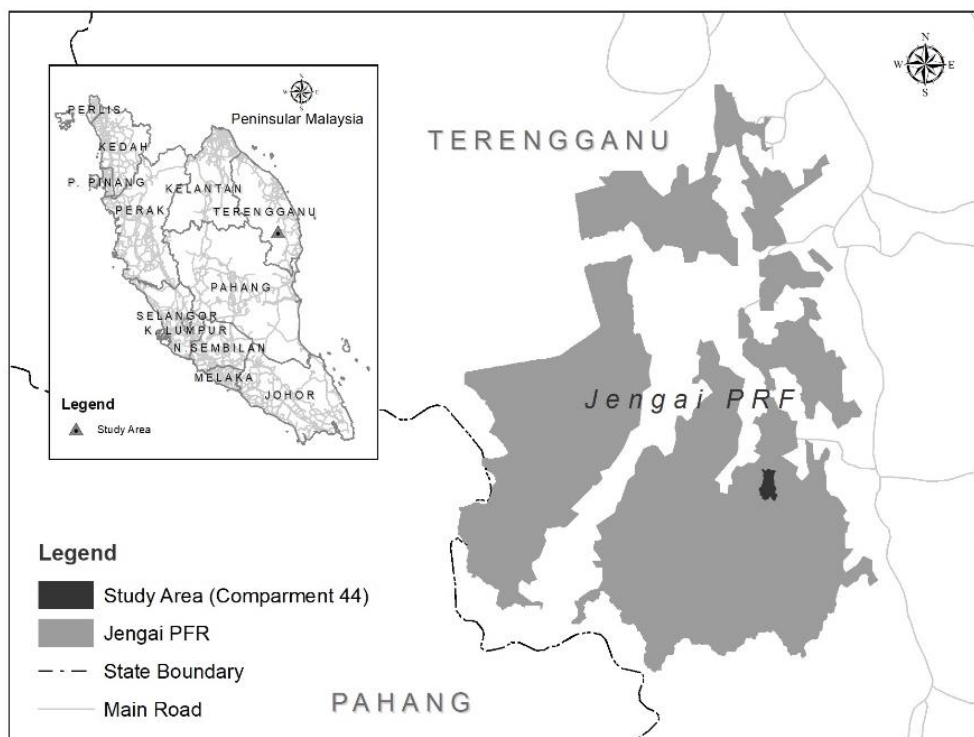 N
W E
S
TERENGGANU
N
W E
S
Peninsular Malaysia
PERLIS
KEDAH
P. PINANG
KELANTAN
PERAK
TERENGGANU
PAHANG
SELANGOR
K. LUMPUR
N. SEMBILAN
MELAKA
JOHOR
Legend
Study Area
Jengai PRF
Legend
Study Area (Comparment 44)
Jengai PFR
State Boundary
Main Road
PAHANG